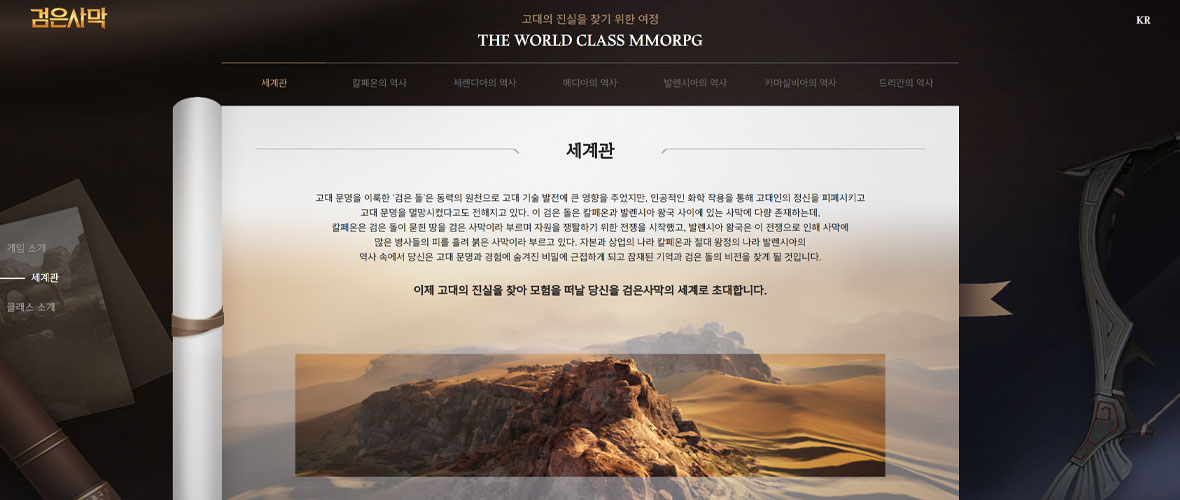 검은사막
고대의 진실을 찾기 위한 여정
THE WORLD CLASS MMORPG
KR
세계관
칼페온의 역사
세렌디아의 역사
메디아의 역사
발렌시아의 역사
카마실비아의 역사
드리간의 역사
세계관
고대 문명을 이룩한 '검은 돌'은 동력의 원천으로 고대 기술 발전에 큰 영향을 주었지만, 인공적인 화학 작용을 통해 고대인의 정신을 피폐시키고
고대 문명을 멸망시켰다고도 전해지고 있다. 이 검은 돌은 칼페온과 발렌시아 왕국 사이에 있는 사막에 다량 존재하는데,
칼페온은 검은 돌이 묻힌 땅을 검은 사막이라 부르며 자원을 쟁탈하기 위한 전쟁을 시작했고, 발렌시아 왕국은 이 전쟁으로 인해 사막에
많은 병사들의 피를 흘려 붉은 사막이라 부르고 있다. 자본과 상업의 나라 칼페온과 절대 왕정의 나라 발렌시아의
역사 속에서 당신은 고대 문명과 경험에 숨겨진 비밀에 근접하게 되고 잠재된 기억과 검은 돌의 비전을 찾게 될 것입니다.
이제 고대의 진실을 찾아 모험을 떠날 당신을 검은사막의 세계로 초대합니다.
게임 소개
세계관
클래스 소개